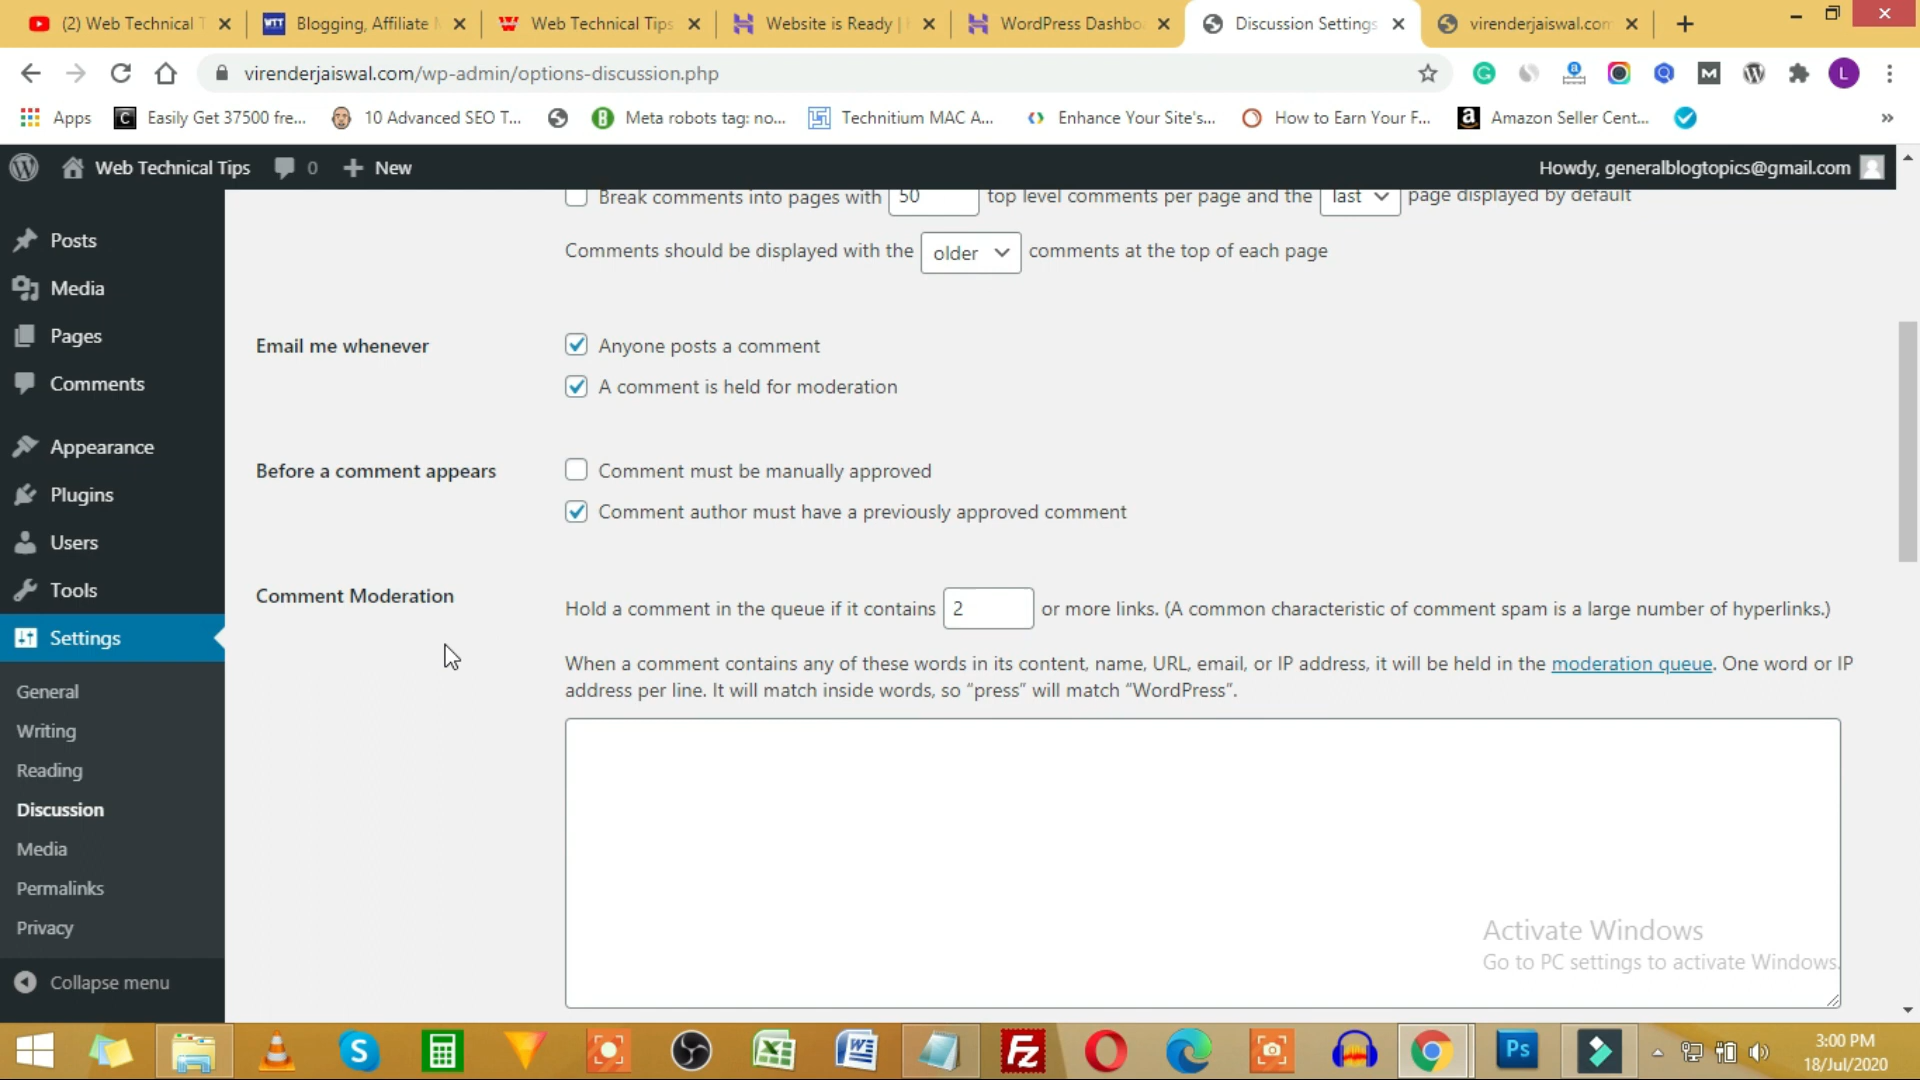 (2) Web Technical T
Blogging, Affiliate M
Web Technical Tips
Website is Ready |
WordPress Dashbo
Discussion Settings
virenderjaiswal.com
virenderjaiswal.com/wp-admin/options-discussion.php
L
Apps
Easily Get 37500 fre...
10 Advanced SEO T...
Meta robots tag: no...
Technitium MAC A...
Enhance Your Site's...
How to Earn Your F...
Amazon Seller Cent...
»
Web Technical Tips
0
New
Howdy, generalblogtopics@gmail.com
Break comments into pages with 50 top level comments per page and the last page displayed by default
Posts
Comments should be displayed with the older comments at the top of each page
Media
Pages
Email me whenever
Anyone posts a comment
Comments
A comment is held for moderation
Appearance
Before a comment appears
Comment must be manually approved
Plugins
Comment author must have a previously approved comment
Users
Tools
Comment Moderation
Hold a comment in the queue if it contains 2 or more links. (A common characteristic of comment spam is a large number of hyperlinks.)
Settings
When a comment contains any of these words in its content, name, URL, email, or IP address, it will be held in the moderation queue. One word or IP
address per line. It will match inside words, so “press” will match “WordPress”.
General
Writing
Reading
Discussion
Media
Permalinks
Privacy
Collapse menu
Activate Windows
Go to PC settings to activate Windows.
3:00 PM
18/Jul/2020